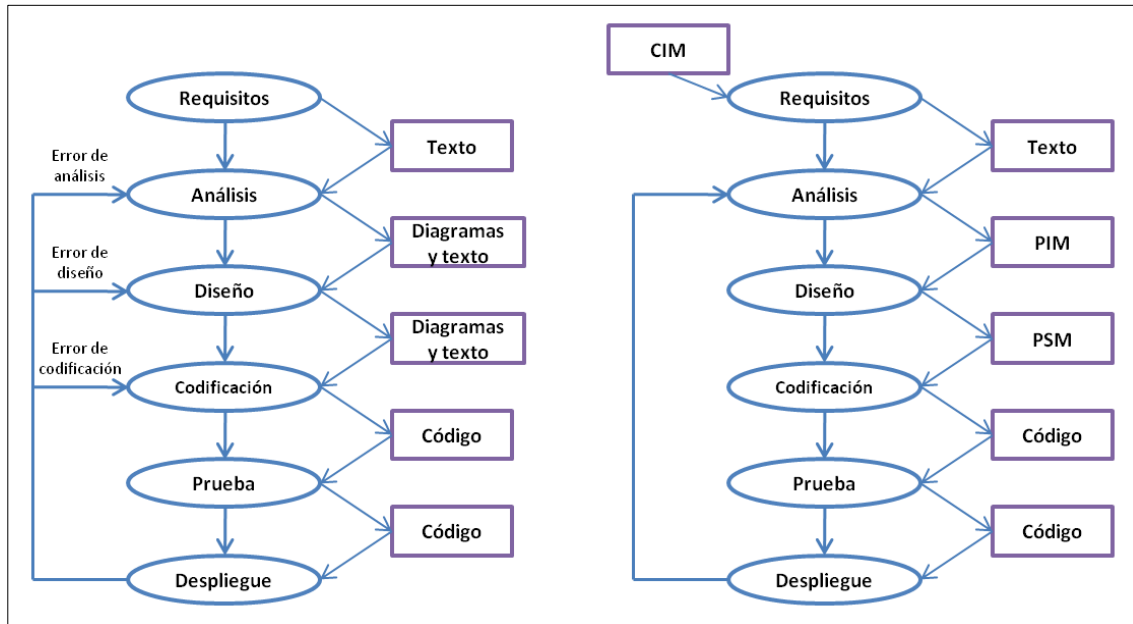 Requisitos
Texto
Error de
análisis
Análisis
Diagramas
y texto
Error de
diseño
Diseño
Diagramas
y texto
Error de
codificación
Codificación
Código
Prueba
Código
Despliegue
CIM
Requisitos
Texto
Análisis
PIM
Diseño
PSM
Codificación
Código
Prueba
Código
Despliegue